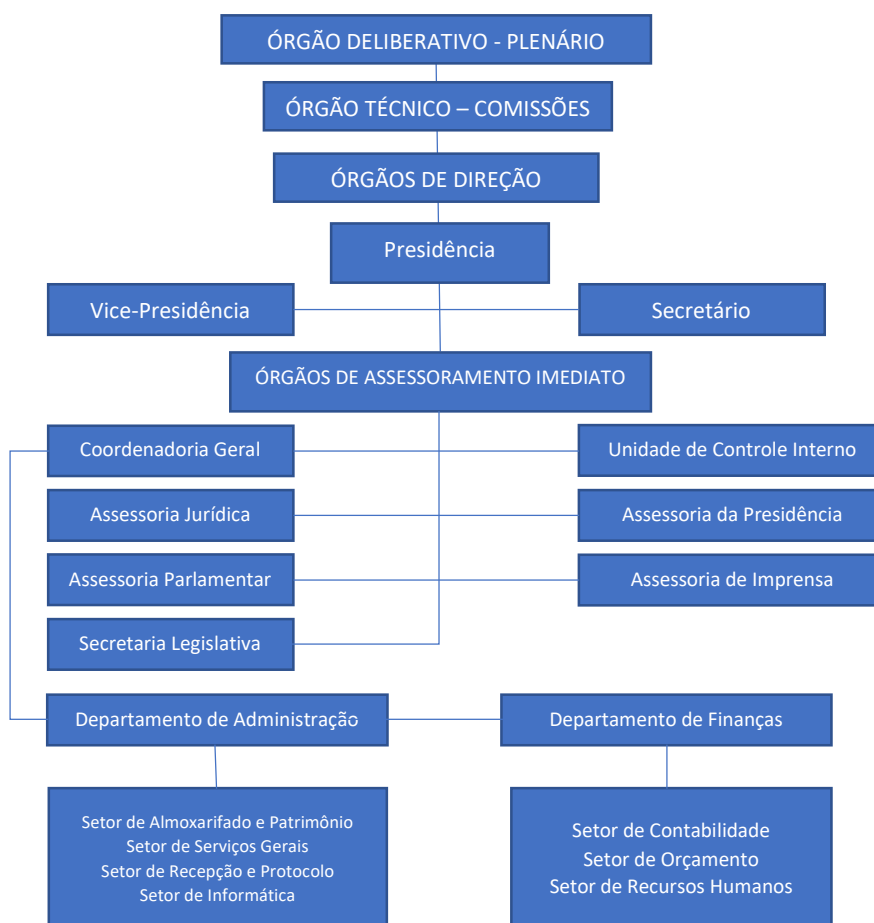 ÓRGÃO DELIBERATIVO - PLENÁRIO
ÓRGÃO TÉCNICO – COMISSÕES
ÓRGÃOS DE DIREÇÃO
Presidência
Vice-Presidência
Secretário
ÓRGÃOS DE ASSESSORAMENTO IMEDIATO
Coordenadoria Geral
Unidade de Controle Interno
Assessoria Jurídica
Assessoria da Presidência
Assessoria Parlamentar
Assessoria de Imprensa
Secretaria Legislativa
Departamento de Administração
Departamento de Finanças
Setor de Almoxarifado e Patrimônio
Setor de Serviços Gerais
Setor de Recepção e Protocolo
Setor de Informática
Setor de Contabilidade
Setor de Orçamento
Setor de Recursos Humanos